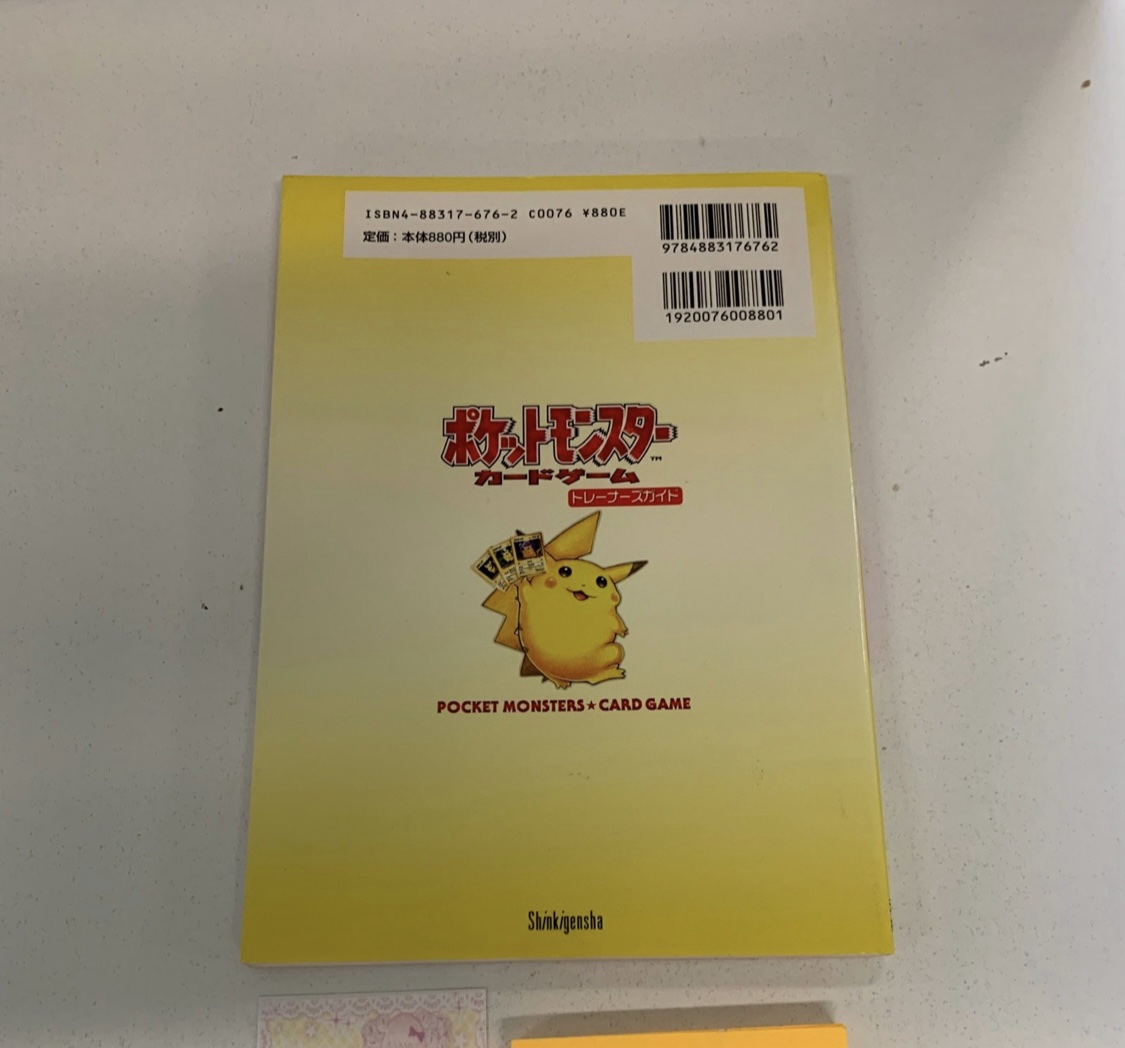 ISBN4-88317-676-2 C0076 ¥880E
定価：本体880円（税別）
9784883176762
1920076008801
ポケットモンスター™
カードゲーム
トレーナーズガイド
POCKET MONSTERS★CARD GAME
Shinkigensha